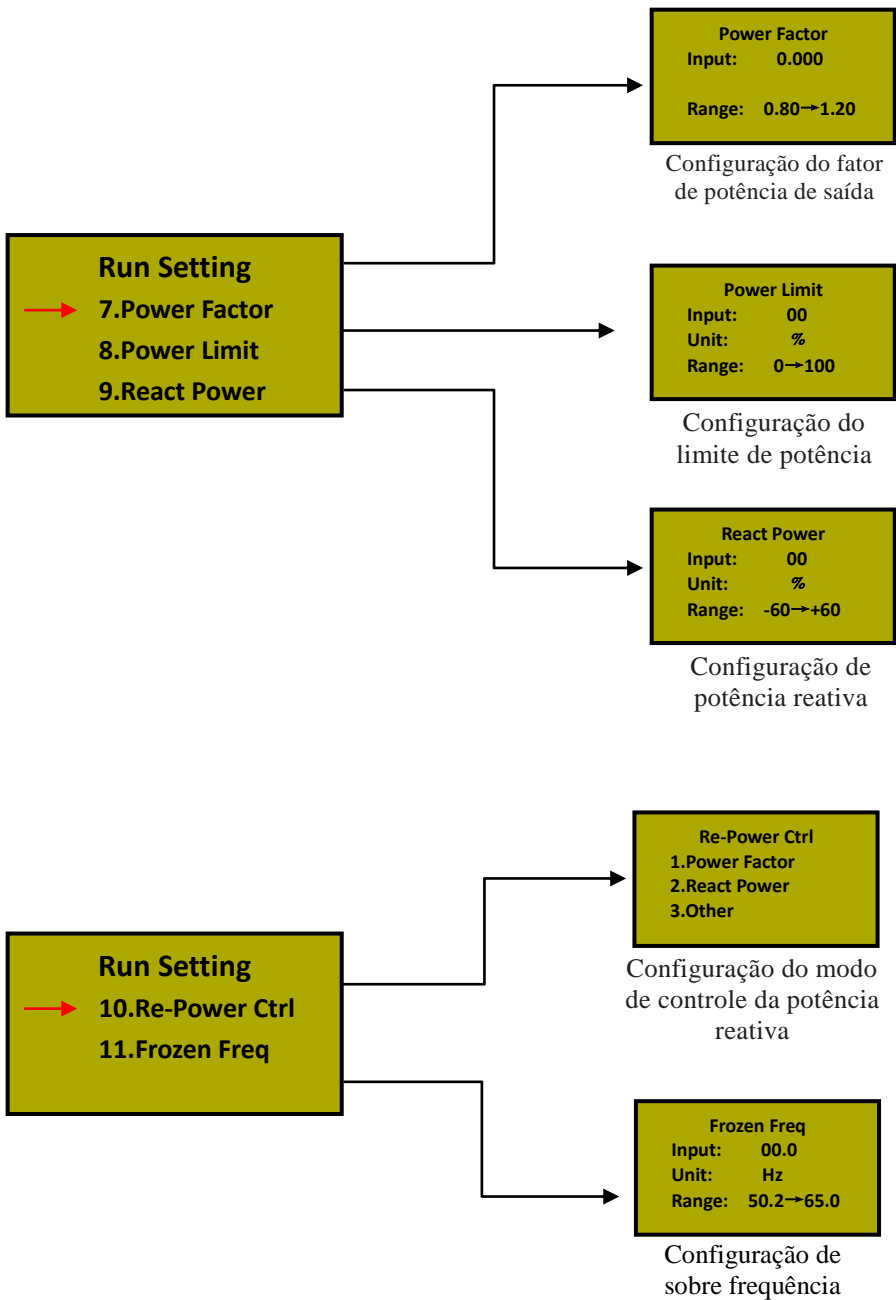 Power Factor
Input: 0.000
Range: 0.80→1.20
Configuração do fator
de potência de saída
Run Setting
7.Power Factor
8.Power Limit
9.React Power
Power Limit
Input: 00
Unit: %
Range: 0→100
Configuração do
limite de potência
React Power
Input: 00
Unit: %
Range: -60→+60
Configuração de
potência reativa
Re-Power Ctrl
1.Power Factor
2.React Power
3.Other
Configuração do modo
de controle da potência
reativa
Run Setting
10.Re-Power Ctrl
11.Frozen Freq
Frozen Freq
Input: 00.0
Unit: Hz
Range: 50.2→65.0
Configuração de
sobre frequência